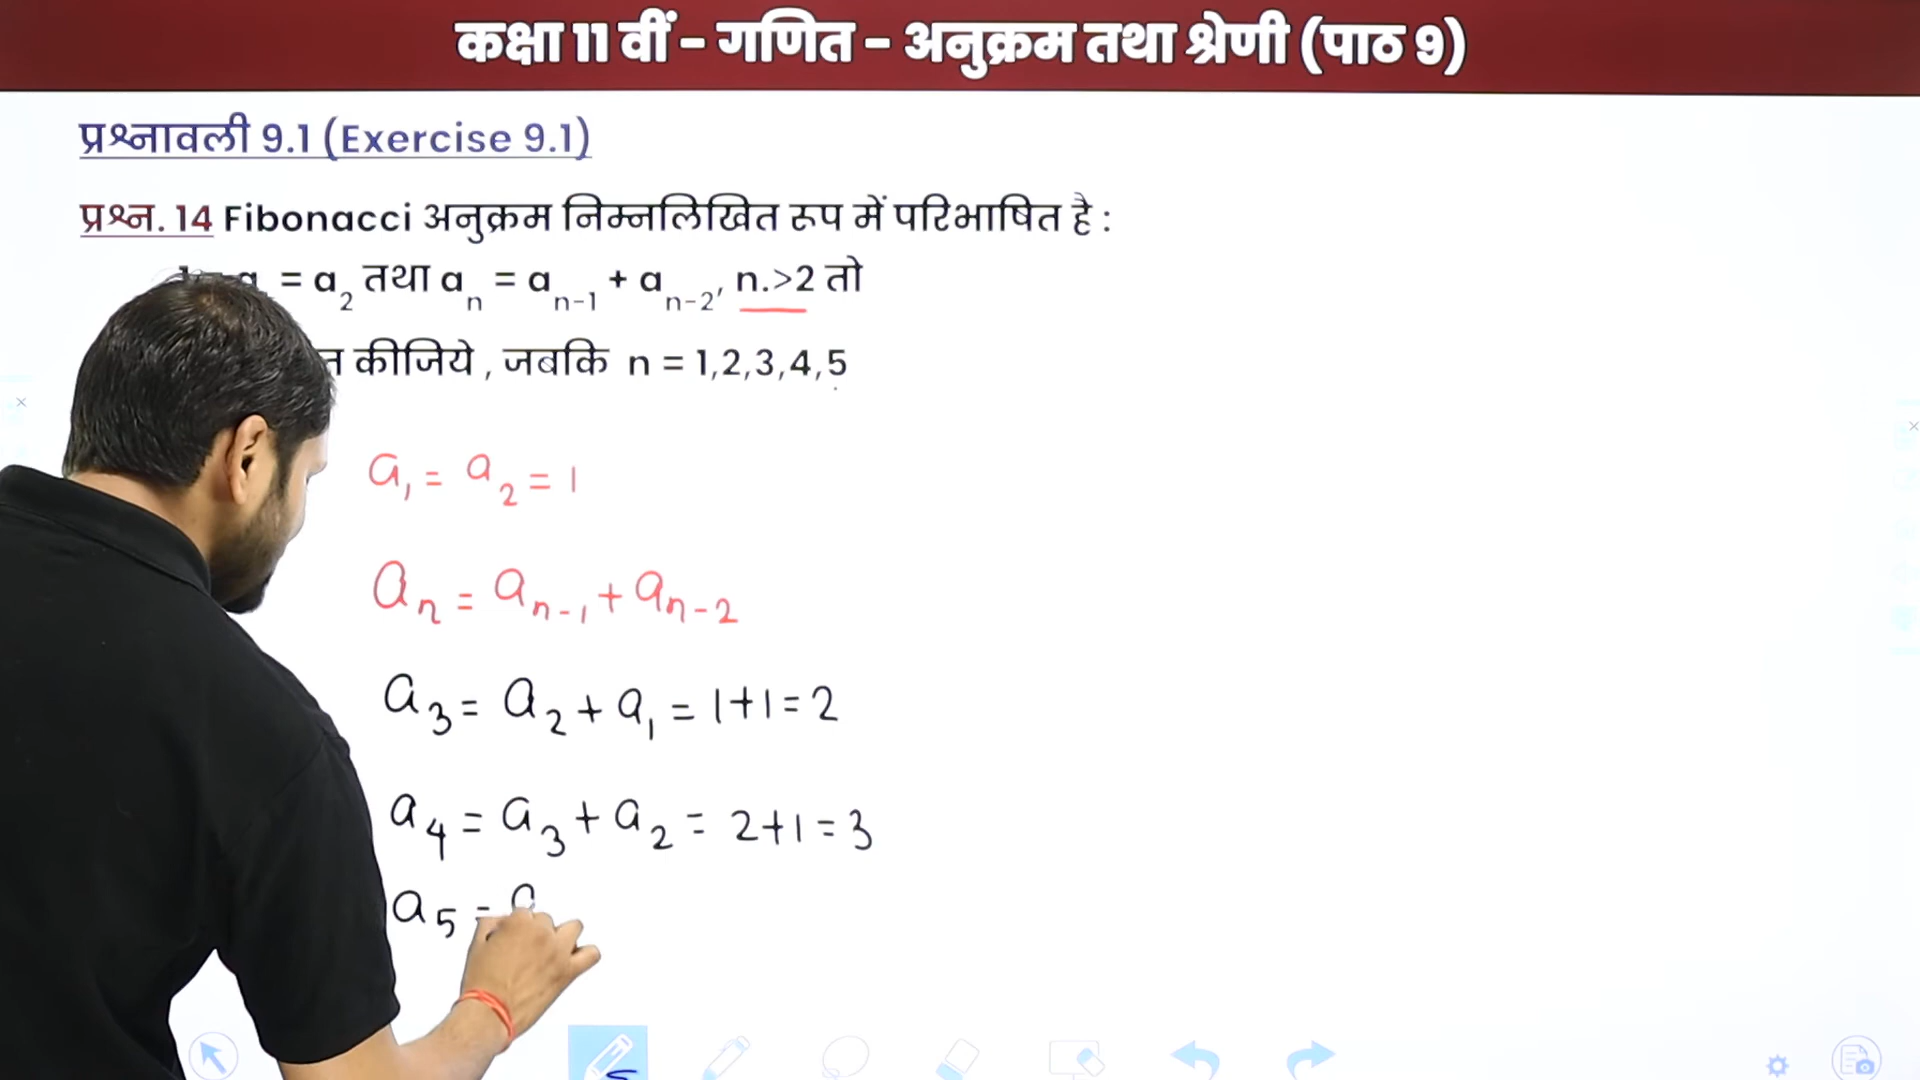 कक्षा 11 वीं - गणित - अनुक्रम तथा श्रेणी (पाठ 9)
प्रश्नावली 9.1 (Exercise 9.1)
प्रश्न. 14 Fibonacci अनुक्रम निम्नलिखित रूप में परिभाषित है :
= a₂ तथा aₙ = aₙ₋₁ + aₙ₋₂, n.>2 तो
कीजिये , जबकि n = 1,2,3,4,5
a₁ = a₂ = 1
aₙ = aₙ₋₁ + aₙ₋₂
a₃ = a₂ + a₁ = 1+1 = 2
a₄ = a₃ + a₂ = 2+1 = 3
a₅ = a